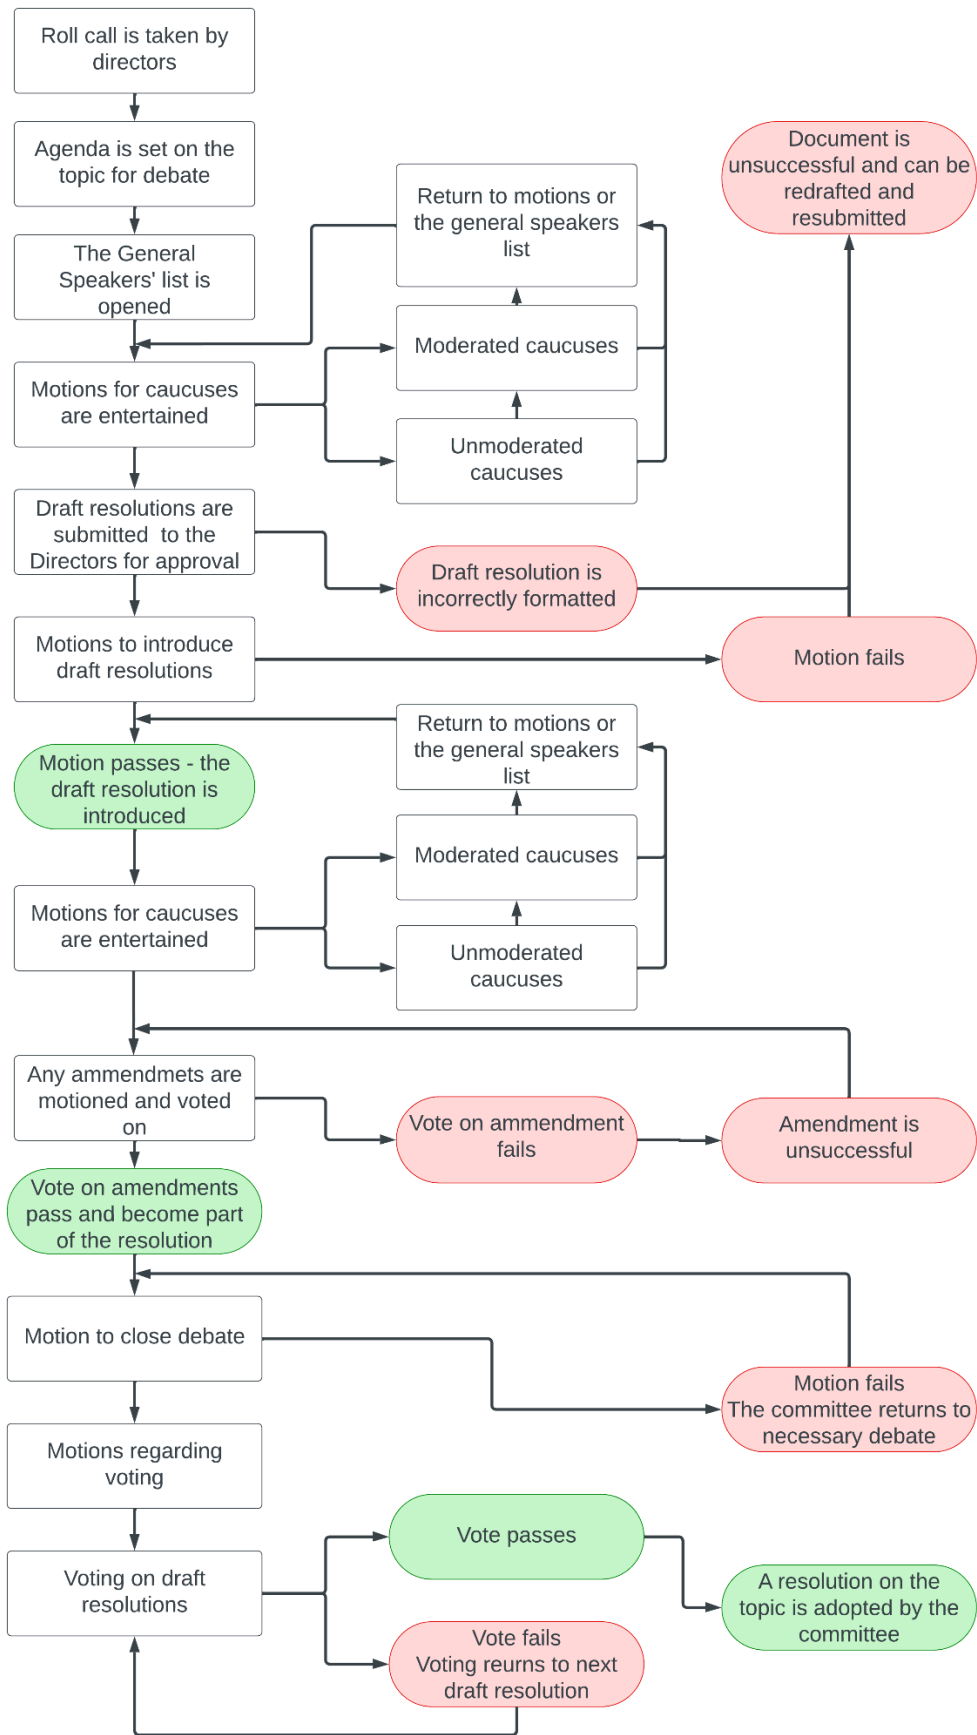 Roll call is taken by
directors
Agenda is set on the
topic for debate
Document is
unsuccessful and can be
redrafted and
resubmitted
Return to motions or
the general speakers
list
The General
Speakers' list is
opened
Moderated caucuses
Motions for caucuses
are entertained
Unmoderated
caucuses
Draft resolutions are
submitted  to the
Directors for approval
Draft resolution is
incorrectly formatted
Motions to introduce
draft resolutions
Motion fails
Return to motions or
the general speakers
list
Motion passes - the
draft resolution is
introduced
Moderated caucuses
Motions for caucuses
are entertained
Unmoderated
caucuses
Any ammendmets are
motioned and voted
on
Vote on ammendment
fails
Amendment is
unsuccessful
Vote on amendments
pass and become part
of the resolution
Motion to close debate
Motion fails
The committee returns to
necessary debate
Motions regarding
voting
Vote passes
Voting on draft
resolutions
A resolution on the
topic is adopted by the
committee
Vote fails
Voting reurns to next
draft resolution